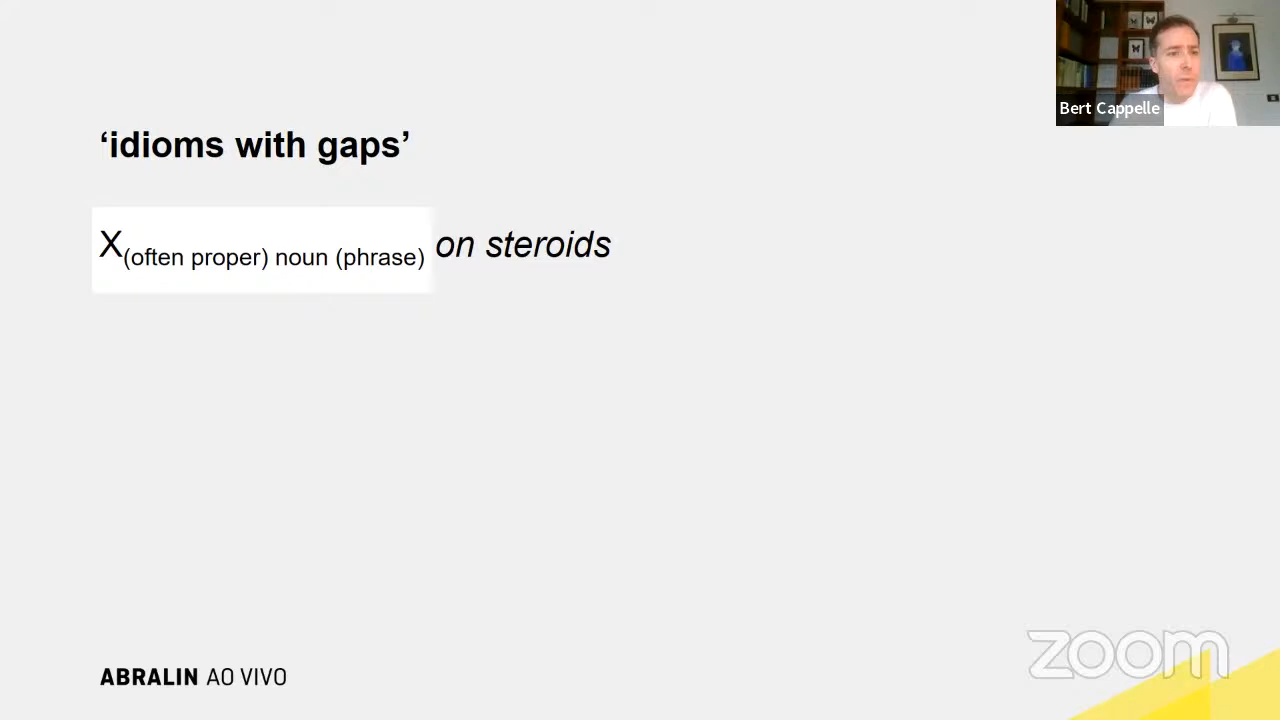 Bert Cappelle
‘idioms with gaps’
X(often proper) noun (phrase) on steroids
ABRALIN AO VIVO
zoom